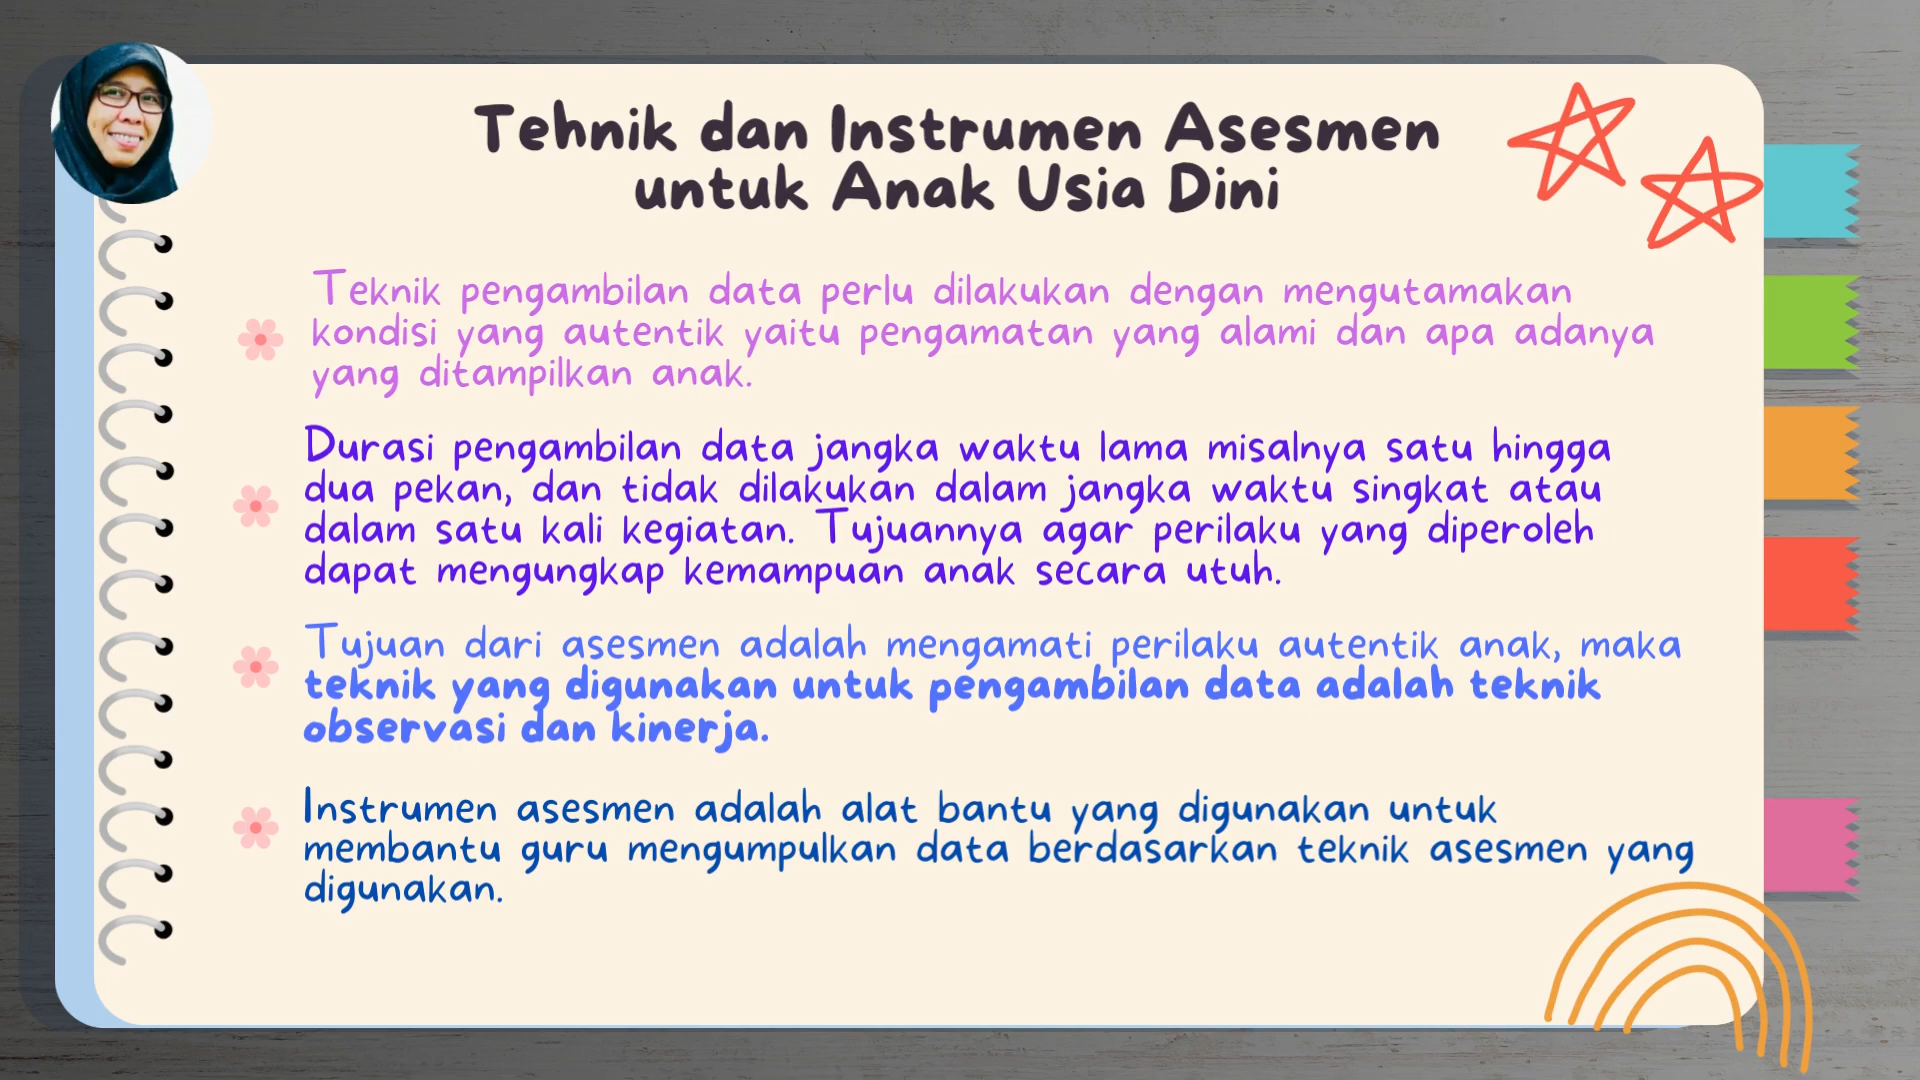 Tehnik dan Instrumen Asesmen
untuk Anak Usia Dini
Teknik pengambilan data perlu dilakukan dengan mengutamakan
kondisi yang autentik yaitu pengamatan yang alami dan apa adanya
yang ditampilkan anak.
Durasi pengambilan data jangka waktu lama misalnya satu hingga
dua pekan, dan tidak dilakukan dalam jangka waktu singkat atau
dalam satu kali kegiatan. Tujuannya agar perilaku yang diperoleh
dapat mengungkap kemampuan anak secara utuh.
Tujuan dari asesmen adalah mengamati perilaku autentik anak, maka
teknik yang digunakan untuk pengambilan data adalah teknik
observasi dan kinerja.
Instrumen asesmen adalah alat bantu yang digunakan untuk
membantu guru mengumpulkan data berdasarkan teknik asesmen yang
digunakan.